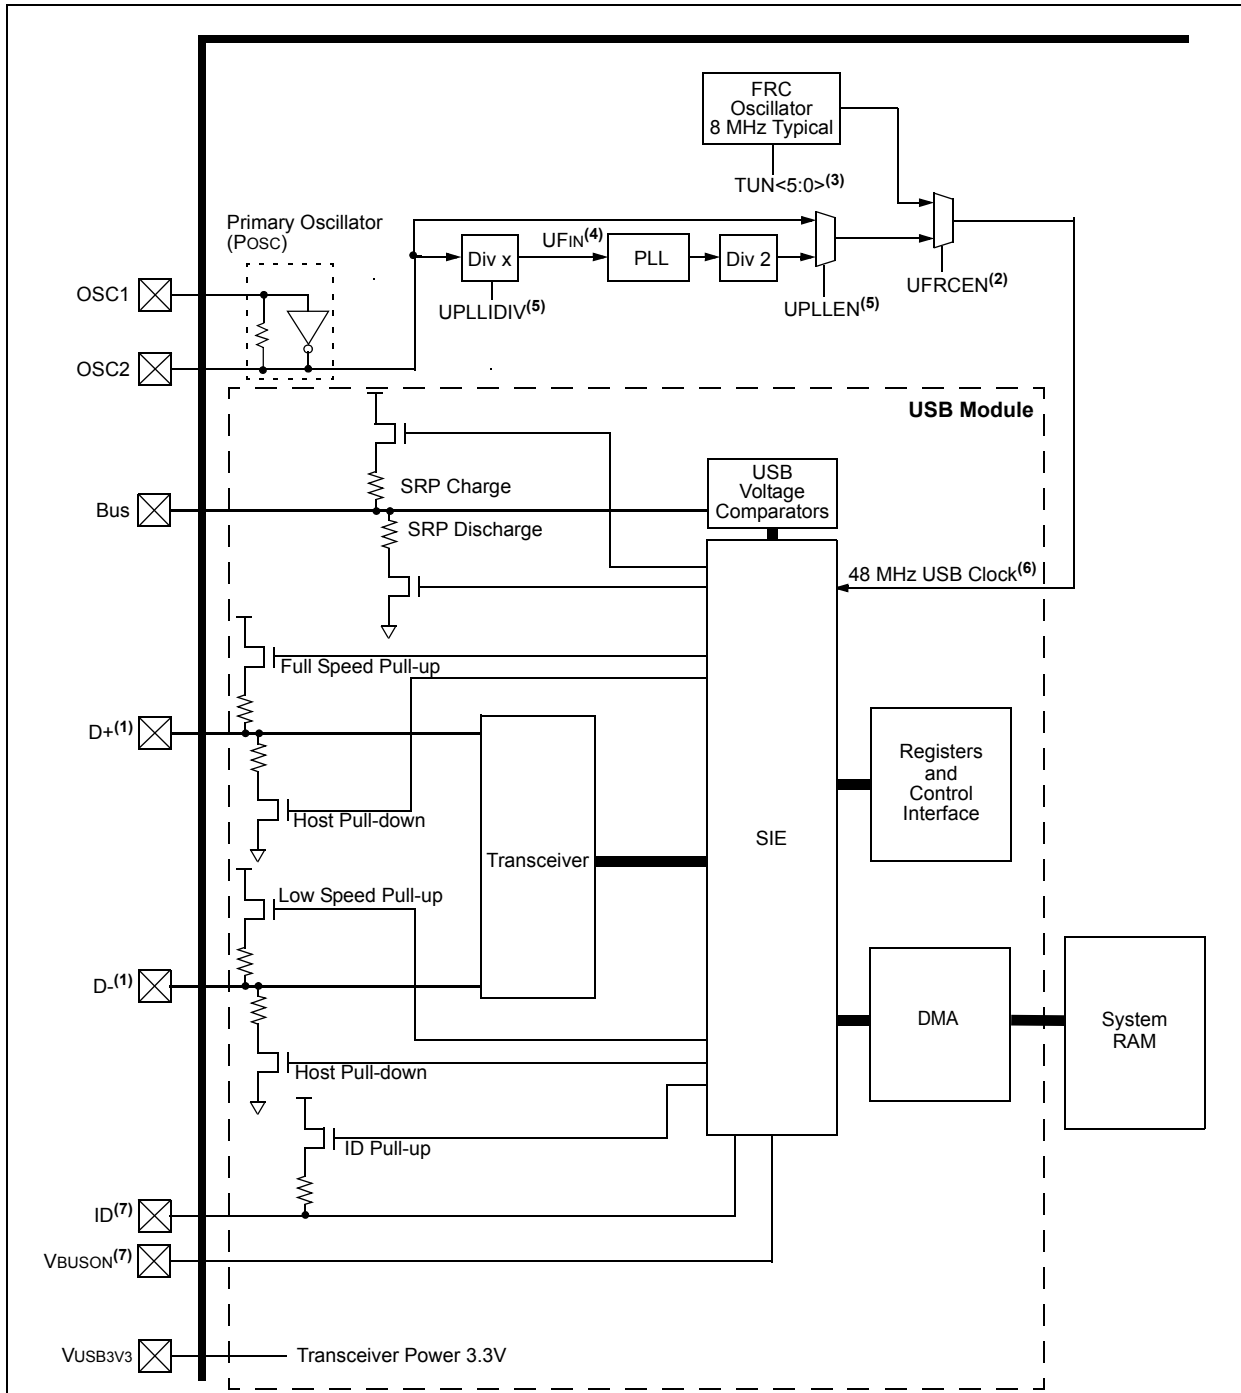 FRC
Oscillator
8 MHz Typical
TUN<5:0>(3)
Primary Oscillator
(POSC)
UFIN(4)
Div x
PLL
Div 2
UFRCEN(2)
OSC1
UPLLIDIV(5)
UPLLEN(5)
OSC2
USB Module
USB
Voltage
Comparators
SRP Charge
Bus
SRP Discharge
48 MHz USB Clock(6)
Full Speed Pull-up
D+(1)
Registers
and
Control
Interface
Host Pull-down
SIE
Transceiver
Low Speed Pull-up
D-(1)
DMA
System
RAM
Host Pull-down
ID Pull-up
ID(7)
VBUSON(7)
VUSB3V3
Transceiver Power 3.3V